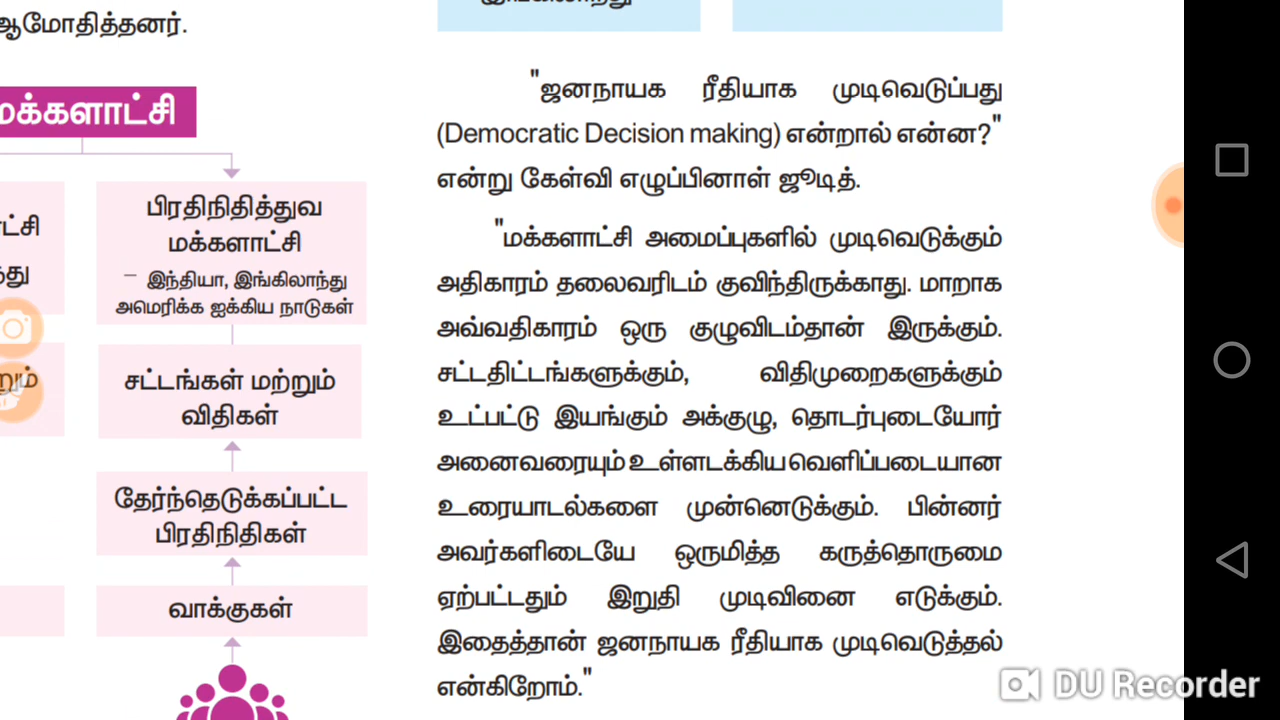 ஆமோதித்தனர்.
மக்களாட்சி
பிரதிநிதித்துவ
மக்களாட்சி
– இந்தியா, இங்கிலாந்து
அமெரிக்க ஐக்கிய நாடுகள்
சட்டங்கள் மற்றும்
விதிகள்
தேர்ந்தெடுக்கப்பட்ட
பிரதிநிதிகள்
வாக்குகள்
"ஜனநாயக ரீதியாக முடிவெடுப்பது
(Democratic Decision making) என்றால் என்ன?"
என்று கேள்வி எழுப்பினாள் ஜூடித்.
"மக்களாட்சி அமைப்புகளில் முடிவெடுக்கும்
அதிகாரம் தலைவரிடம் குவிந்திருக்காது. மாறாக
அவ்வதிகாரம் ஒரு குழுவிடம்தான் இருக்கும்.
சட்டதிட்டங்களுக்கும், விதிமுறைகளுக்கும்
உட்பட்டு இயங்கும் அக்குழு, தொடர்புடையோர்
அனைவரையும் உள்ளடக்கிய வெளிப்படையான
உரையாடல்களை முன்னெடுக்கும். பின்னர்
அவர்களிடையே ஒருமித்த கருத்தொருமை
ஏற்பட்டதும் இறுதி முடிவினை எடுக்கும்.
இதைத்தான் ஜனநாயக ரீதியாக முடிவெடுத்தல்
என்கிறோம்."
DU Recorder